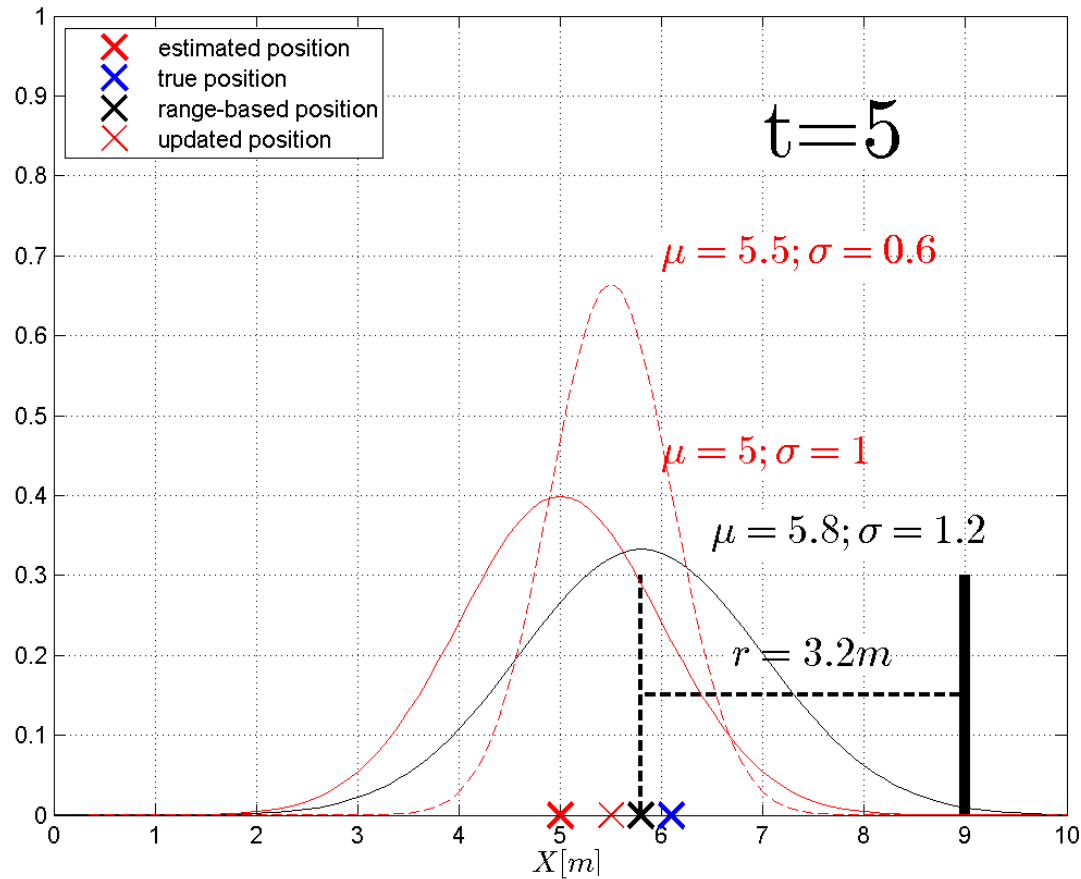 1
0.9
0.8
0.7
0.6
0.5
0.4
0.3
0.2
0.1
0
estimated position
true position
range-based position
updated position
t=5
μ = 5.5; σ = 0.6
μ = 5; σ = 1
μ = 5.8; σ = 1.2
r = 3.2m
0 1 2 3 4 5 6 7 8 9 10
X[m]